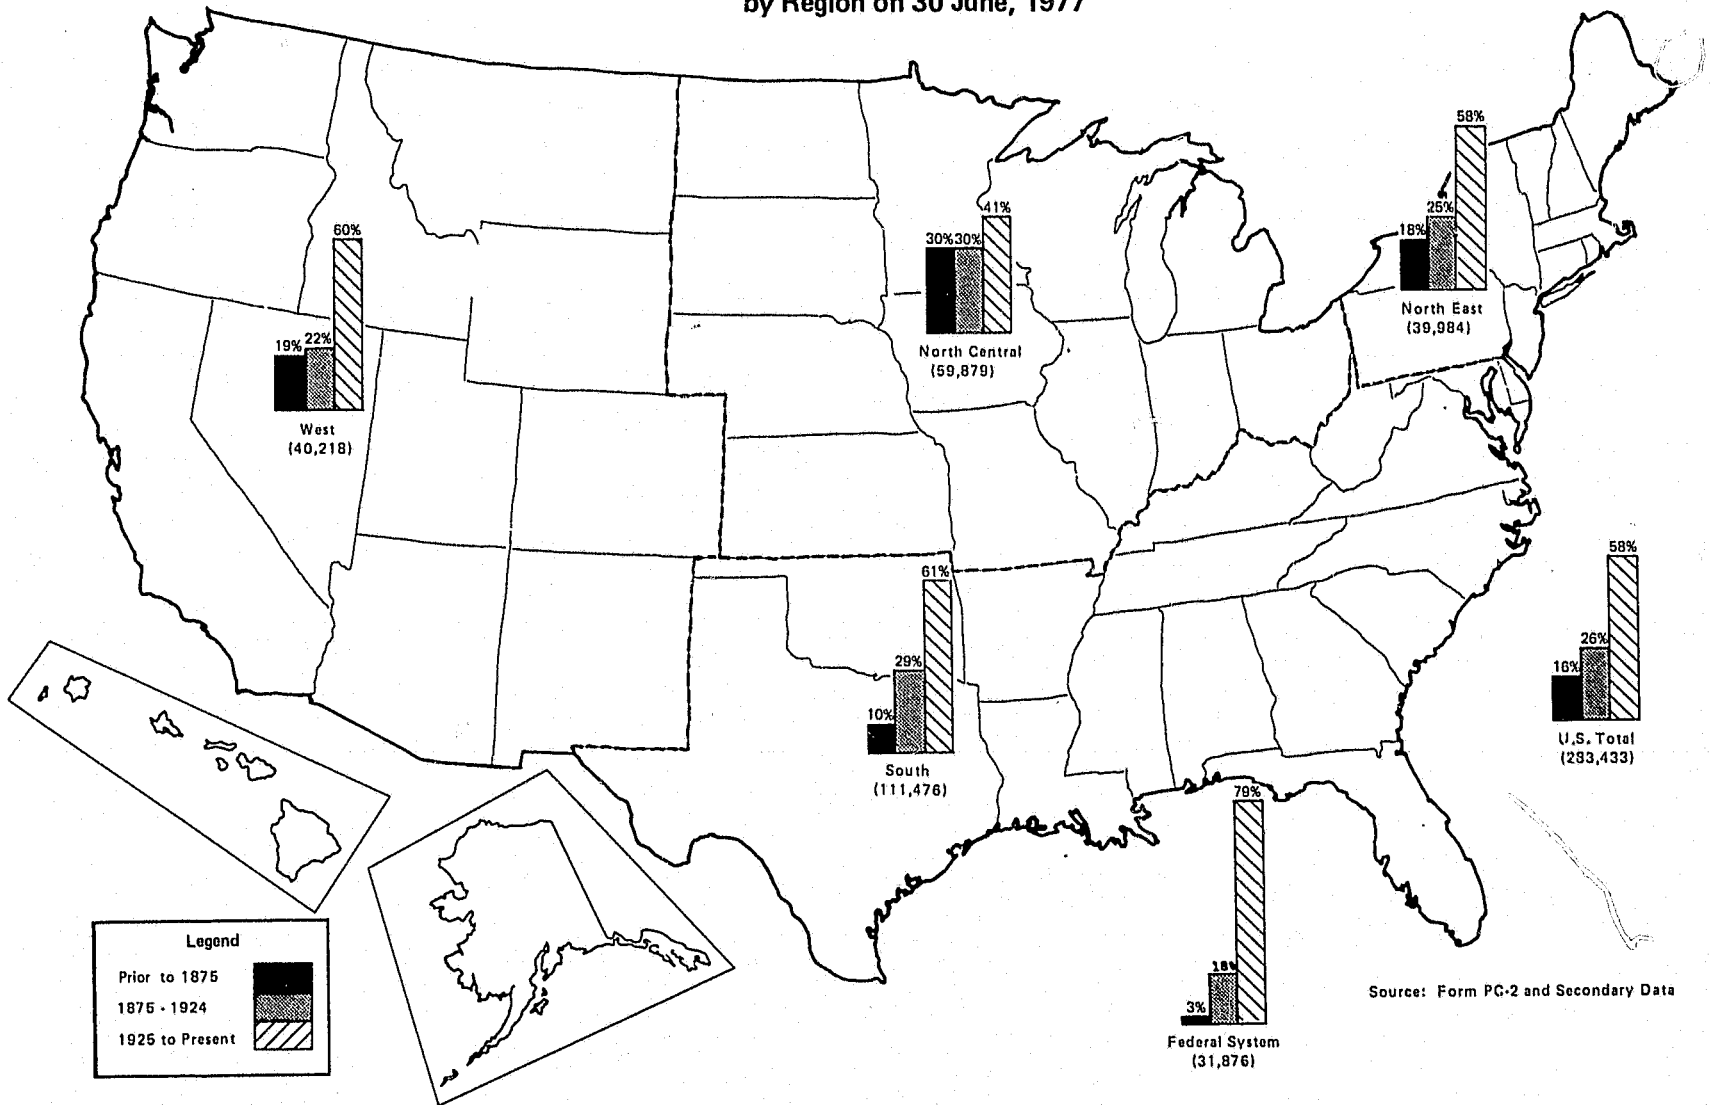 by Region on 30 June, 1977
58%
25%
18%
North East
(39,984)
41%
30% 30%
North Central
(59,879)
60%
22%
19%
West
(40,218)
61%
29%
10%
South
(111,476)
58%
26%
16%
U.S. Total
(283,433)
79%
18%
3%
Federal System
(31,876)
Legend
Prior to 1875
1875 - 1924
1925 to Present
Source: Form PC-2 and Secondary Data